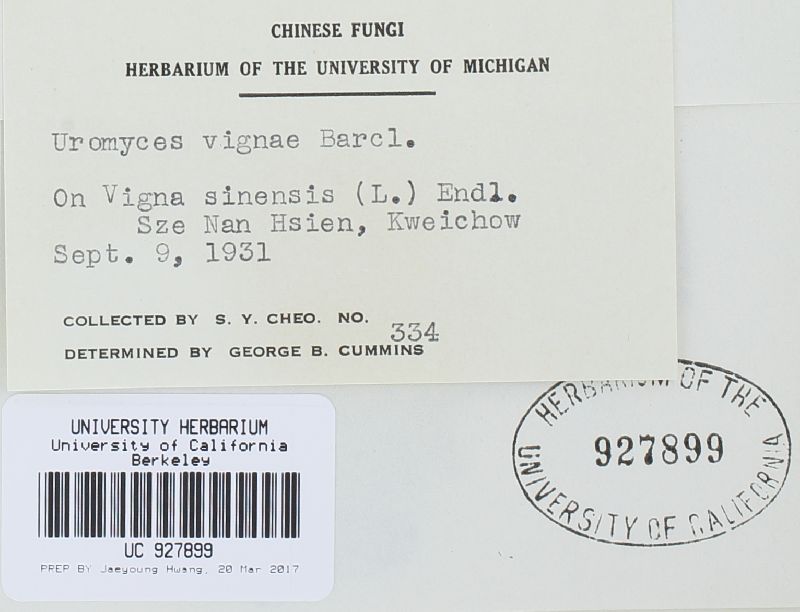 CHINESE FUNGI
HERBARIUM OF THE UNIVERSITY OF MICHIGAN
Uromyces vignae Barcl.
On Vigna sinensis (L.) Endl.
Sze Nan Hsien, Kweichow
Sept. 9, 1931
COLLECTED BY S. Y. CHEO. NO. 334
DETERMINED BY GEORGE B. CUMMINS
HERBARIUM OF THE
927899
UNIVERSITY OF CALIFORNIA
UNIVERSITY HERBARIUM
University of California
Berkeley
UC 927899
PREP BY Jaeyoung Hwang, 20 Mar 2017